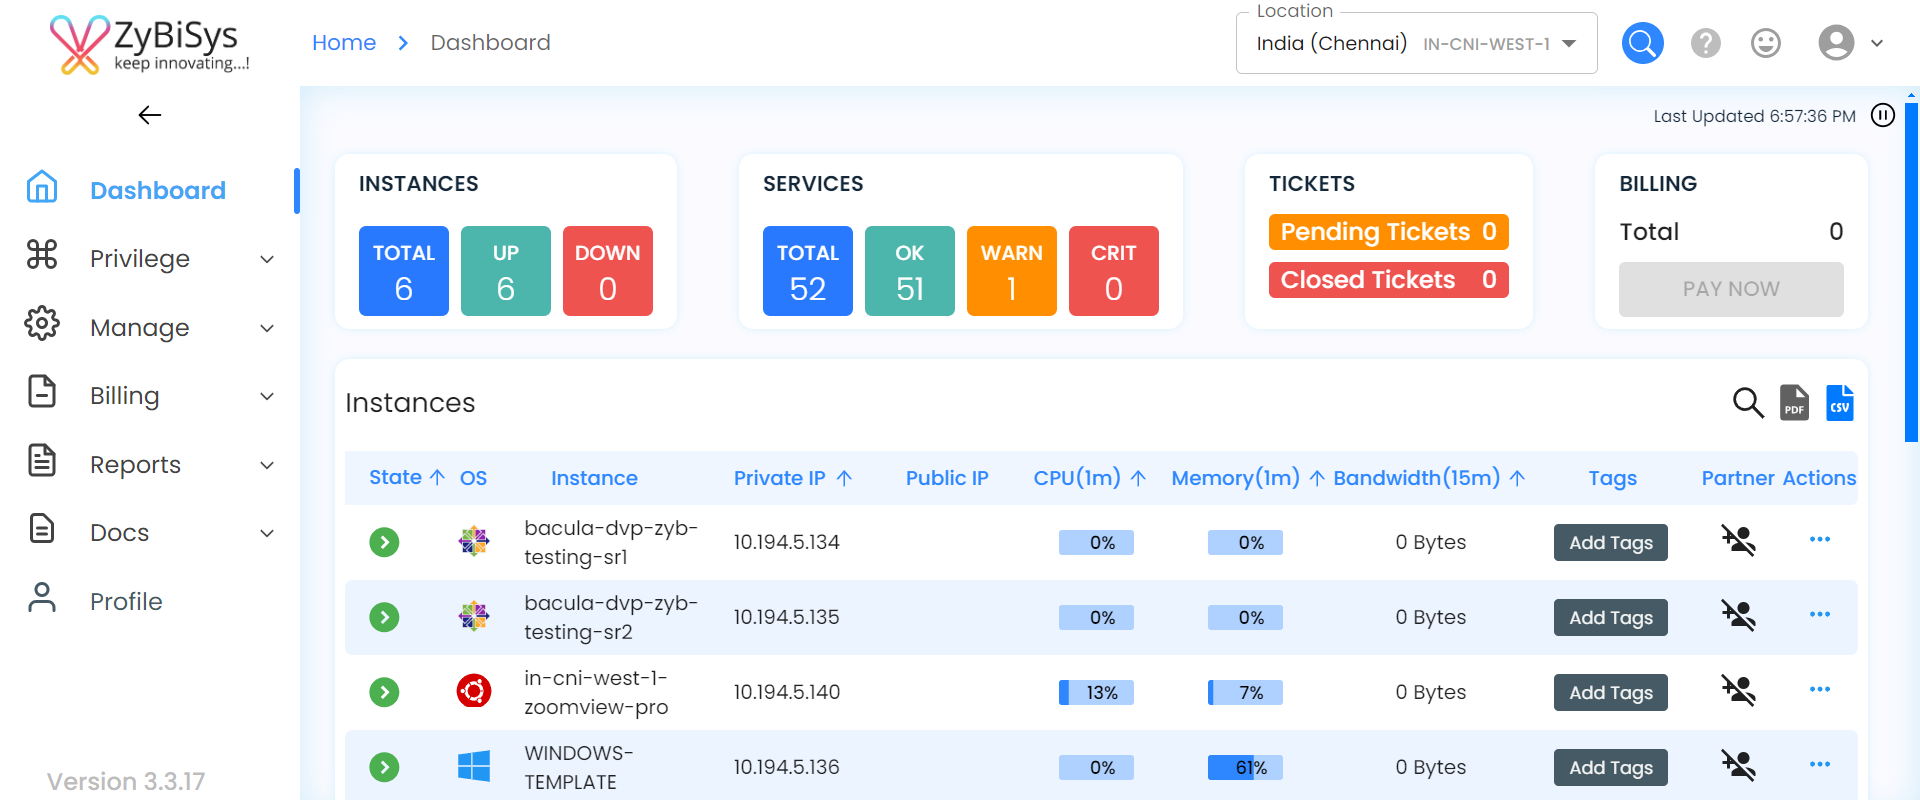 ZyBiSys
keep innovating...!
Home
Dashboard
Location
India (Chennai) IN-CNI-WEST-1
Last Updated 6:57:36 PM
Dashboard
Privilege
Manage
Billing
Reports
Docs
Profile
Version 3.3.17
INSTANCES
TOTAL
6
UP
6
DOWN
0
SERVICES
TOTAL
52
OK
51
WARN
1
CRIT
0
TICKETS
Pending Tickets 0
Closed Tickets 0
BILLING
Total 0
PAY NOW
Instances
PDF
CSV
State OS Instance Private IP Public IP CPU(1m) Memory(1m) Bandwidth(15m) Tags Partner Actions
bacula-dvp-zyb-
testing-sr1
10.194.5.134 0% 0% 0 Bytes Add Tags
bacula-dvp-zyb-
testing-sr2
10.194.5.135 0% 0% 0 Bytes Add Tags
in-cni-west-1-
zoomview-pro
10.194.5.140 13% 7% 0 Bytes Add Tags
WINDOWS-
TEMPLATE
10.194.5.136 0% 61% 0 Bytes Add Tags